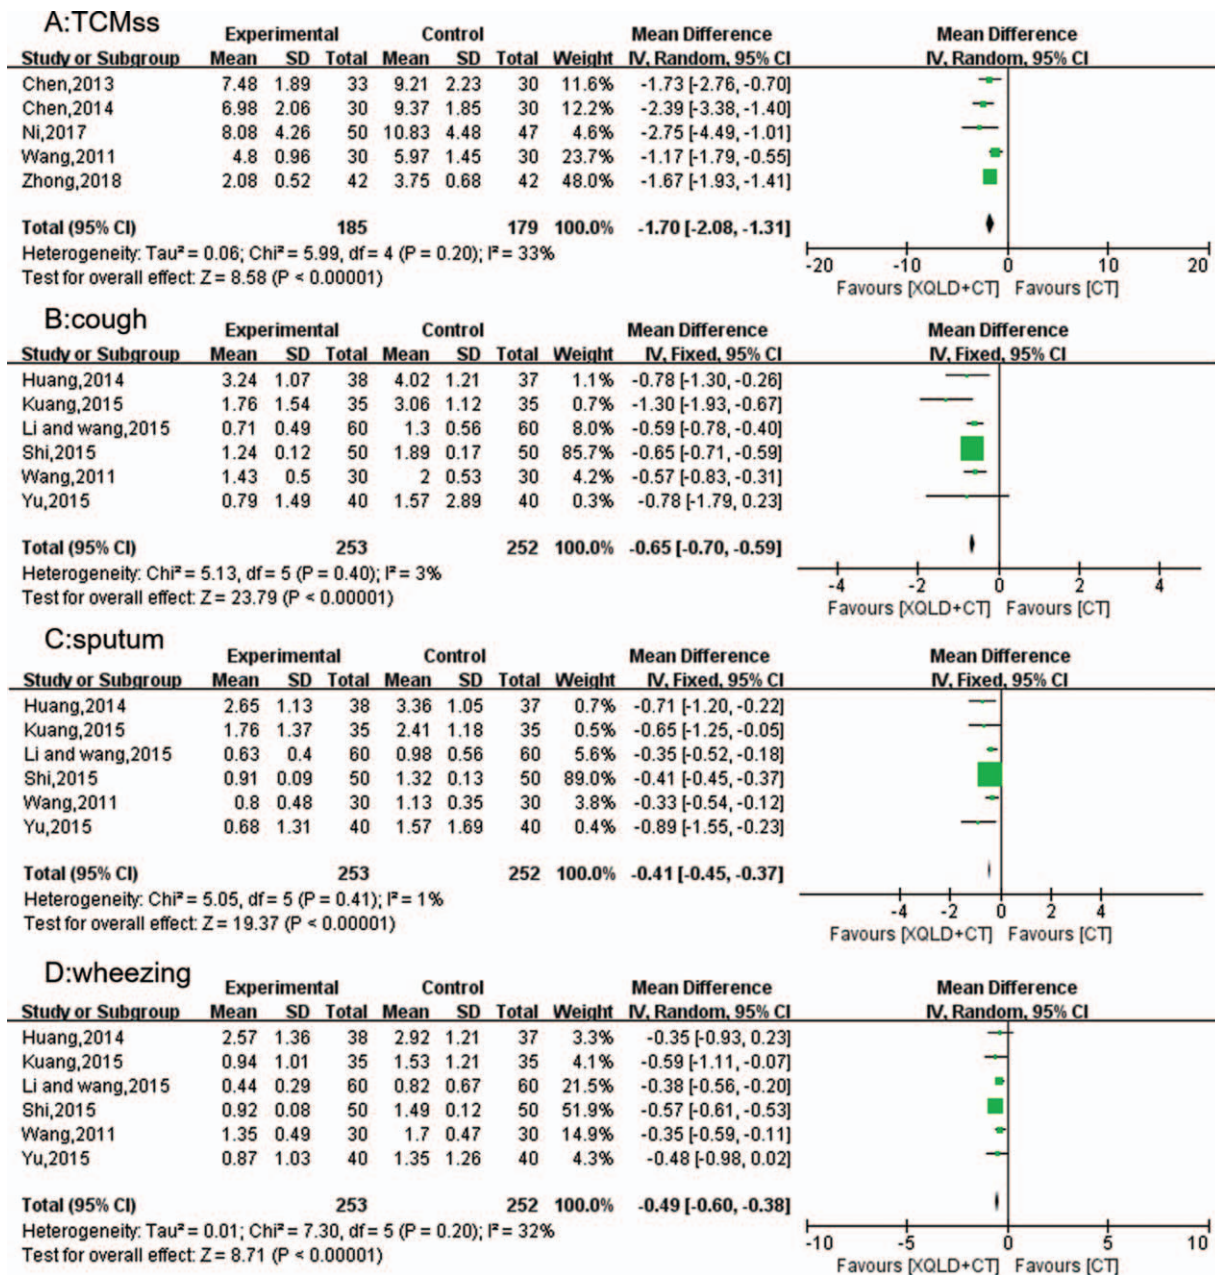 A:TCMss
Experimental Control Mean Difference Mean Difference
Study or Subgroup Mean SD Total Mean SD Total Weight IV, Random, 95% CI IV, Random, 95% CI
Chen,2013 7.48 1.89 33 9.21 2.23 30 11.6% -1.73 [-2.76, -0.70]
Chen,2014 6.98 2.06 30 9.37 1.85 30 12.2% -2.39 [-3.38, -1.40]
Ni,2017 8.08 4.26 50 10.83 4.48 47 4.6% -2.75 [-4.49, -1.01]
Wang,2011 4.8 0.96 30 5.97 1.45 30 23.7% -1.17 [-1.79, -0.55]
Zhong,2018 2.08 0.52 42 3.75 0.68 42 48.0% -1.67 [-1.93, -1.41]
Total (95% CI) 185 179 100.0% -1.70 [-2.08, -1.31]
Heterogeneity: Tau² = 0.06; Chi² = 5.99, df = 4 (P = 0.20); I² = 33%
Test for overall effect: Z = 8.58 (P < 0.00001)
-20 -10 0 10 20
Favours [XQLD+CT] Favours [CT]
B:cough
Experimental Control Mean Difference Mean Difference
Study or Subgroup Mean SD Total Mean SD Total Weight IV, Fixed, 95% CI IV, Fixed, 95% CI
Huang,2014 3.24 1.07 38 4.02 1.21 37 1.1% -0.78 [-1.30, -0.26]
Kuang,2015 1.76 1.54 35 3.06 1.12 35 0.7% -1.30 [-1.93, -0.67]
Li and wang,2015 0.71 0.49 60 1.3 0.56 60 8.0% -0.59 [-0.78, -0.40]
Shi,2015 1.24 0.12 50 1.89 0.17 50 85.7% -0.65 [-0.71, -0.59]
Wang,2011 1.43 0.5 30 2 0.53 30 4.2% -0.57 [-0.83, -0.31]
Yu,2015 0.79 1.49 40 1.57 2.89 40 0.3% -0.78 [-1.79, 0.23]
Total (95% CI) 253 252 100.0% -0.65 [-0.70, -0.59]
Heterogeneity: Chi² = 5.13, df = 5 (P = 0.40); I² = 3%
Test for overall effect: Z = 23.79 (P < 0.00001)
-4 -2 0 2 4
Favours [XQLD+CT] Favours [CT]
C:sputum
Experimental Control Mean Difference Mean Difference
Study or Subgroup Mean SD Total Mean SD Total Weight IV, Fixed, 95% CI IV, Fixed, 95% CI
Huang,2014 2.65 1.13 38 3.36 1.05 37 0.7% -0.71 [-1.20, -0.22]
Kuang,2015 1.76 1.37 35 2.41 1.18 35 0.5% -0.65 [-1.25, -0.05]
Li and wang,2015 0.63 0.4 60 0.98 0.56 60 5.6% -0.35 [-0.52, -0.18]
Shi,2015 0.91 0.09 50 1.32 0.13 50 89.0% -0.41 [-0.45, -0.37]
Wang,2011 0.8 0.48 30 1.13 0.35 30 3.8% -0.33 [-0.54, -0.12]
Yu,2015 0.68 1.31 40 1.57 1.69 40 0.4% -0.89 [-1.55, -0.23]
Total (95% CI) 253 252 100.0% -0.41 [-0.45, -0.37]
Heterogeneity: Chi² = 5.05, df = 5 (P = 0.41); I² = 1%
Test for overall effect: Z = 19.37 (P < 0.00001)
-4 -2 0 2 4
Favours [XQLD+CT] Favours [CT]
D:wheezing
Experimental Control Mean Difference Mean Difference
Study or Subgroup Mean SD Total Mean SD Total Weight IV, Random, 95% CI IV, Random, 95% CI
Huang,2014 2.57 1.36 38 2.92 1.21 37 3.3% -0.35 [-0.93, 0.23]
Kuang,2015 0.94 1.01 35 1.53 1.21 35 4.1% -0.59 [-1.11, -0.07]
Li and wang,2015 0.44 0.29 60 0.82 0.67 60 21.5% -0.38 [-0.56, -0.20]
Shi,2015 0.92 0.08 50 1.49 0.12 50 51.9% -0.57 [-0.61, -0.53]
Wang,2011 1.35 0.49 30 1.7 0.47 30 14.9% -0.35 [-0.59, -0.11]
Yu,2015 0.87 1.03 40 1.35 1.26 40 4.3% -0.48 [-0.98, 0.02]
Total (95% CI) 253 252 100.0% -0.49 [-0.60, -0.38]
Heterogeneity: Tau² = 0.01; Chi² = 7.30, df = 5 (P = 0.20); I² = 32%
Test for overall effect: Z = 8.71 (P < 0.00001)
-10 -5 0 5 10
Favours [XQLD+CT] Favours [CT]